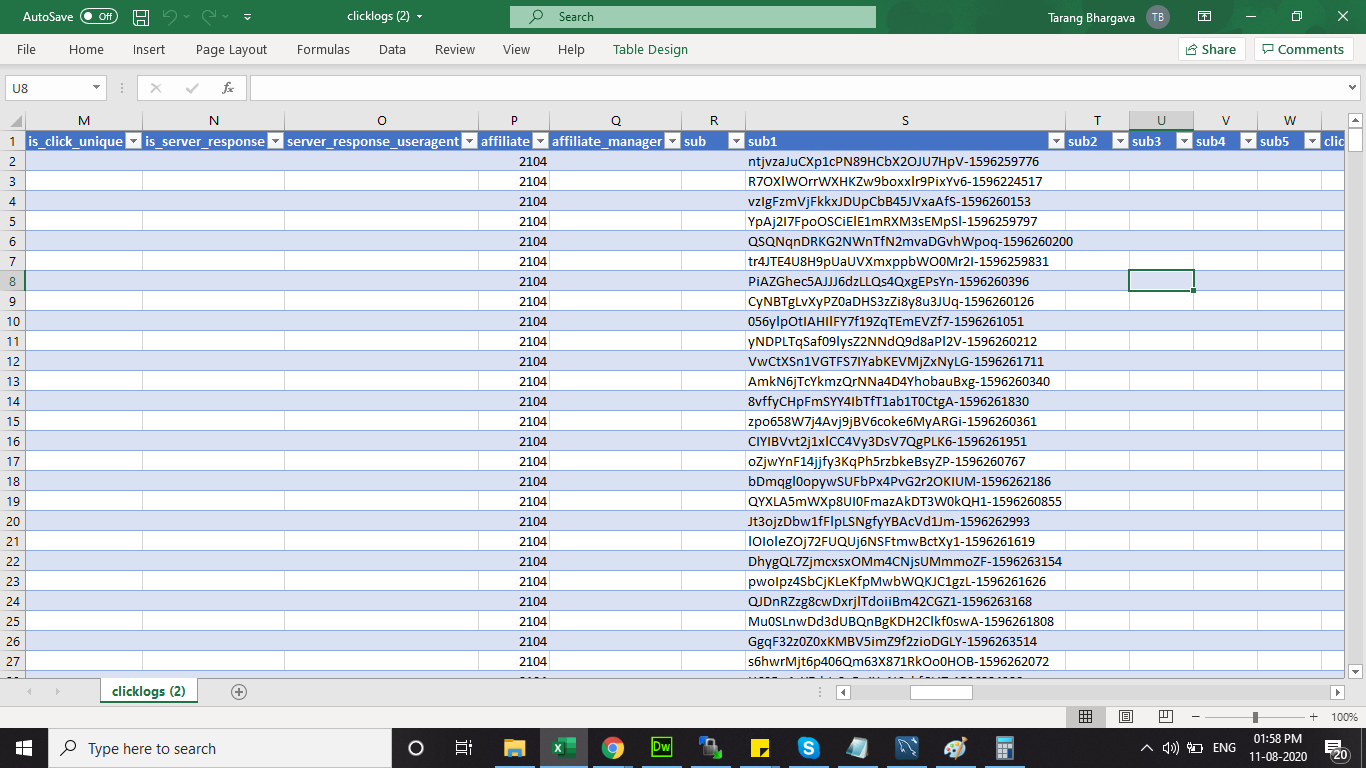 AutoSave Off clicklogs (2) Search Tarang Bhargava TB
File Home Insert Page Layout Formulas Data Review View Help Table Design Share Comments
U8 fx
M N O P Q R S T U V W
1 is_click_unique is_server_response server_response_useragent affiliate affiliate_manager sub sub1 sub2 sub3 sub4 sub5 clic
2 2104 ntjvzaJuCXp1cPN89HCbX2OJU7HpV-1596259776
3 2104 R7OXlWOrrWXHKZw9boxxlr9PixYv6-1596224517
4 2104 vzIgFzmVjFkkxJDUpCbB45JVxaAfS-1596260153
5 2104 YpAj2I7FpoOSCiElE1mRXM3sEMpSl-1596259797
6 2104 QSQNqnDRKG2NWnTfN2mvaDGvhWpoq-1596260200
7 2104 tr4JTE4U8H9pUaUVXmxppbWO0Mr2I-1596259831
8 2104 PiAZGhec5AJJJ6dzLLQs4QxgEPsYn-1596260396
9 2104 CyNBTgLvXyPZ0aDHS3zZi8y8u3JUq-1596260126
10 2104 056ylpOtIAHIlFY7f19ZqTEmEVZf7-1596261051
11 2104 yNDPLTqSaf09lysZ2NNdQ9d8aPl2V-1596260212
12 2104 VwCtXSn1VGTFS7IYabKEVMjZxNyLG-1596261711
13 2104 AmkN6jTcYkmzQrNNa4D4YhobauBxg-1596260340
14 2104 8vffyCHpFmSYY4IbTfT1ab1T0CtgA-1596261830
15 2104 zpo658W7j4Avj9jBV6coke6MyARGi-1596260361
16 2104 CIYIBVvt2j1xlCC4Vy3DsV7QgPLK6-1596261951
17 2104 oZjwYnF14jjfy3KqPh5rzbkeBsyZP-1596260767
18 2104 bDmqgl0opywSUFbPx4PvG2r2OKIUM-1596262186
19 2104 QYXLA5mWXp8UI0FmazAkDT3W0kQH1-1596260855
20 2104 Jt3ojzDbw1fFlpLSNgfyYBAcVd1Jm-1596262993
21 2104 lOIoleZOj72FUQUj6NSFtmwBctXy1-1596261619
22 2104 DhygQL7ZjmcxsxOMm4CNjsUMmmoZF-1596263154
23 2104 pwoIpz4SbCjKLeKfpMwbWQKJC1gzL-1596261626
24 2104 QJDnRZzg8cwDxrjlTdoiiBm42CGZ1-1596263168
25 2104 Mu0SLnwDd3dUBQnBgKDH2Clkf0swA-1596261808
26 2104 GgqF32z0Z0xKMBV5imZ9f2zioDGLY-1596263514
27 2104 s6hwrMjt6p406Qm63X871RkOo0HOB-1596262072
clicklogs (2)
100%
Type here to search Dw ENG 01:58 PM
11-08-2020 20